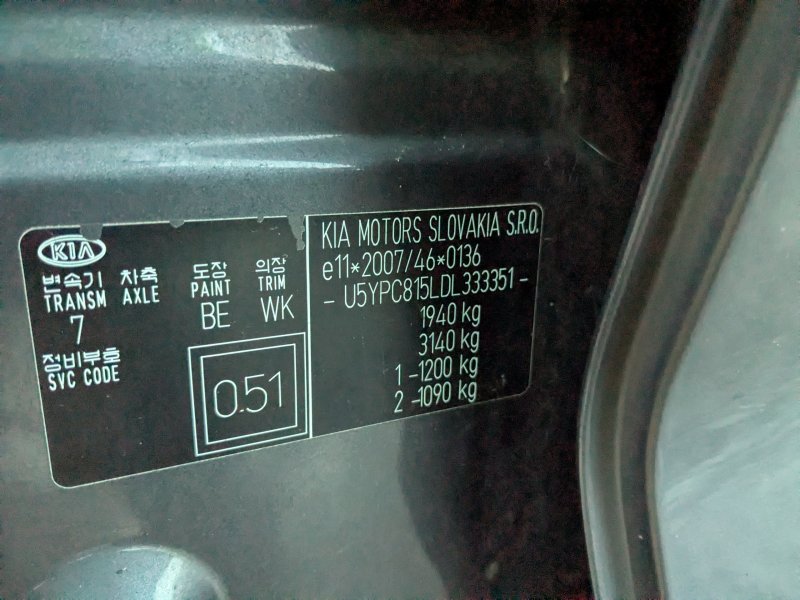 KIA
변속기 차축 도장 의장
TRANSM AXLE PAINT TRIM
7 BE WK
정비부호
SVC CODE
0.51
KIA MOTORS SLOVAKIA S.R.O.
e11*2007/46*0136
- U5YPC815LDL333351 -
1940 kg
3140 kg
1 -1200 kg
2 -1090 kg